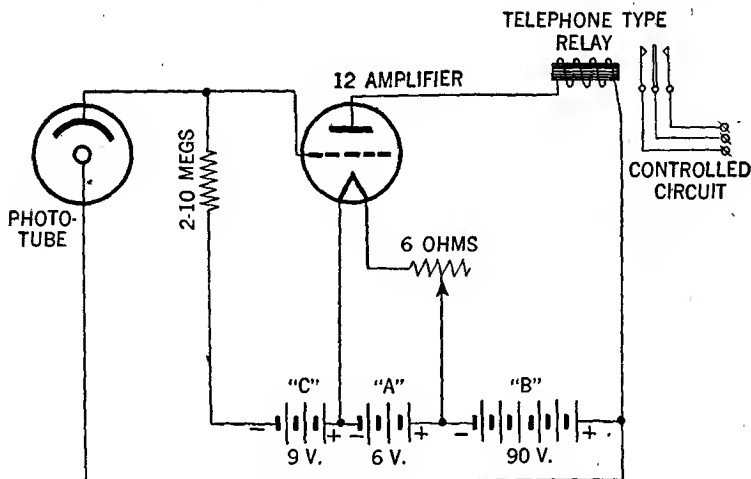 TELEPHONE TYPE
RELAY
12 AMPLIFIER
PHOTO-
TUBE
2-10 MEGS
6 OHMS
CONTROLLED
CIRCUIT
"C"
"A"
"B"
- + - + - +
9 V.
6 V.
90 V.